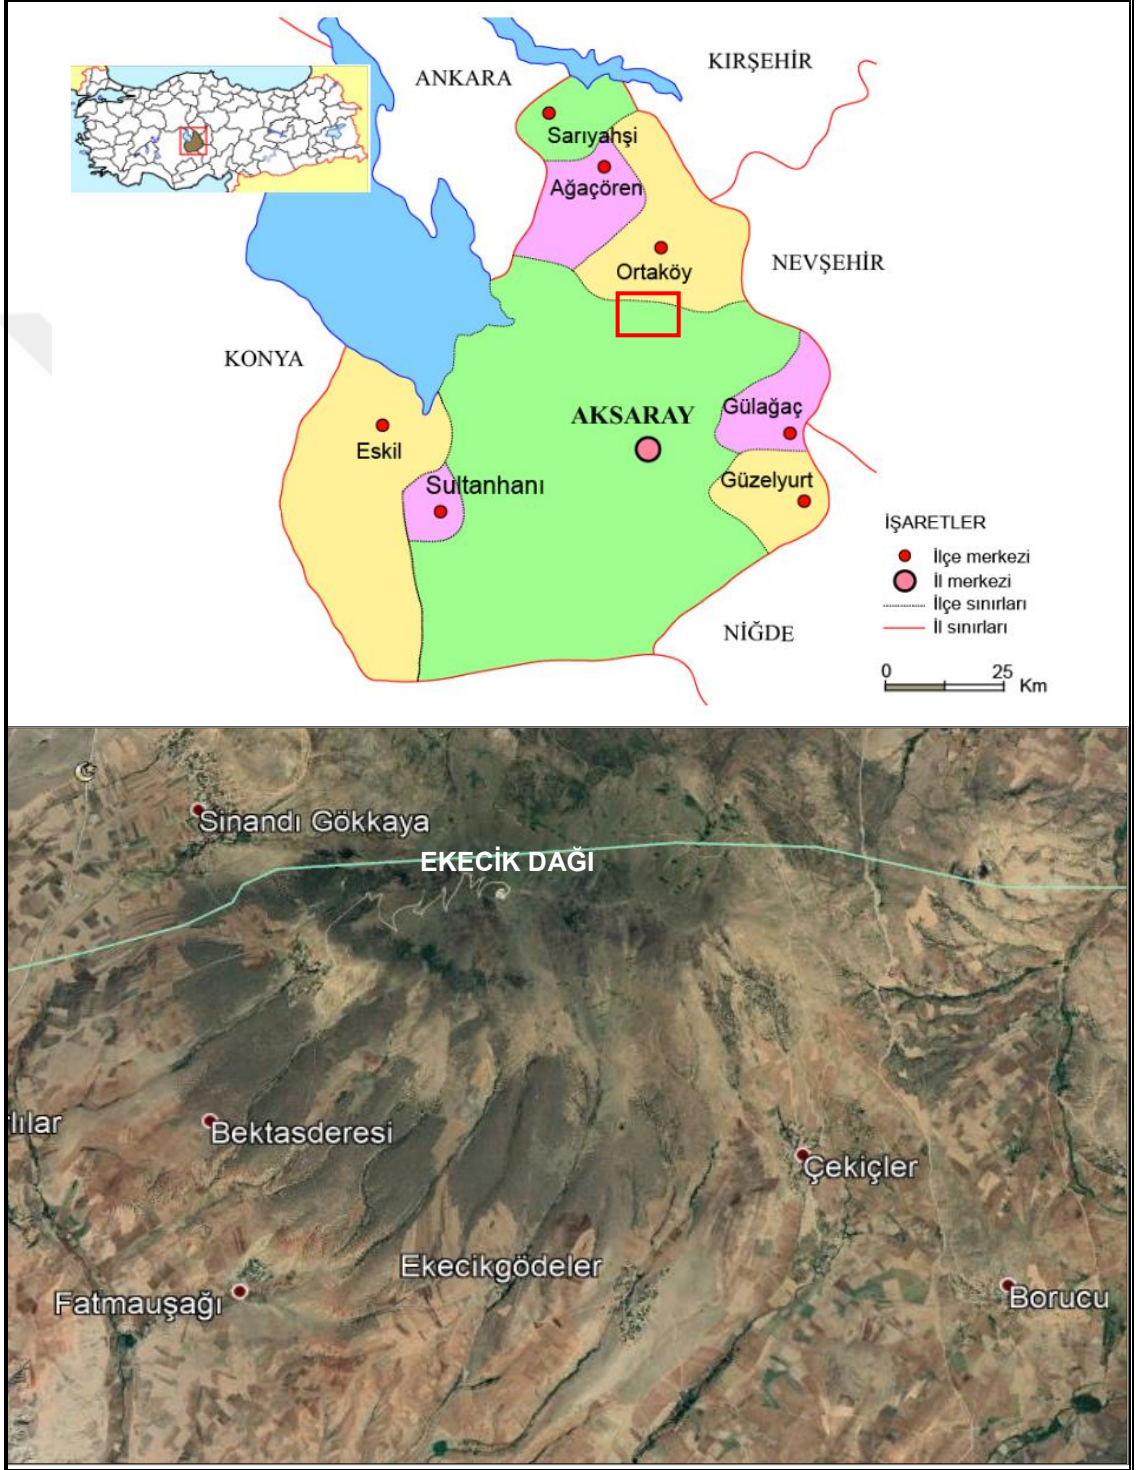 KIRŞEHİR
ANKARA
Sarıyahşi
Ağaçören
NEVŞEHİR
Ortaköy
KONYA
Gülağaç
AKSARAY
Eskil
Güzelyurt
Sultanhanı
İŞARETLER
İlçe merkezi
İl merkezi
İlçe sınırları
İl sınırları
NİĞDE
0 25
Km
Sinandı Gökkaya
EKECİK DAĞI
lılar
Bektasderesi
Çekiçler
Ekecikgödeler
Fatmauşağı
Borucu